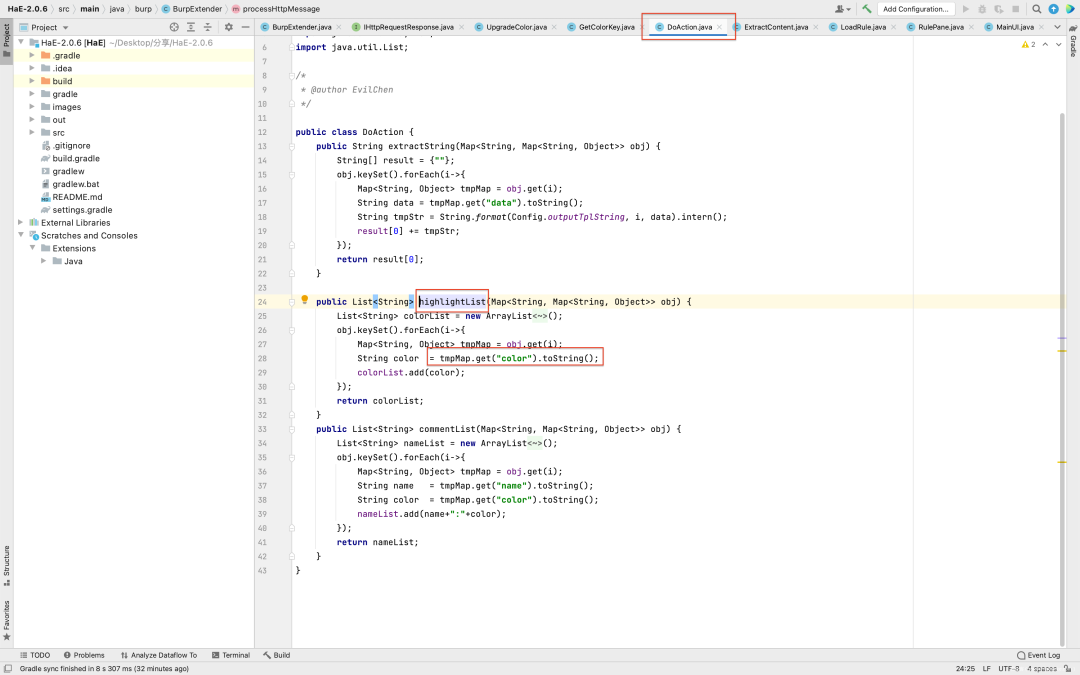 HaE-2.0.6 › src › main › java › burp › BurpExtender › processHttpMessage
Add Configuration...
Project
BurpExtender.java × IHttpRequestResponse.java × UpgradeColor.java × GetColorKey.java DoAction.java × ExtractContent.java × LoadRule.java × RulePane.java × MainUI.java ×
Project
Structure
Favorites
Gradle
2
HaE-2.0.6 [HaE] ~/Desktop/分享/HaE-2.0.6
.gradle
.idea
build
gradle
images
out
src
.gitignore
build.gradle
gradlew
gradlew.bat
README.md
settings.gradle
External Libraries
Scratches and Consoles
Extensions
Java
6 import java.util.List;
7
8 /*
9 * @author EvilChen
10 */
11
12 public class DoAction {
13 public String extractString(Map<String, Map<String, Object>> obj) {
14 String[] result = {""};
15 obj.keySet().forEach(i->{
16 Map<String, Object> tmpMap = obj.get(i);
17 String data = tmpMap.get("data").toString();
18 String tmpStr = String.format(Config.outputTplString, i, data).intern();
19 result[0] += tmpStr;
20 });
21 return result[0];
22 }
23
24 public List<String> highlightList(Map<String, Map<String, Object>> obj) {
25 List<String> colorList = new ArrayList<~>();
26 obj.keySet().forEach(i->{
27 Map<String, Object> tmpMap = obj.get(i);
28 String color = tmpMap.get("color").toString();
29 colorList.add(color);
30 });
31 return colorList;
32 }
33 public List<String> commentList(Map<String, Map<String, Object>> obj) {
34 List<String> nameList = new ArrayList<~>();
35 obj.keySet().forEach(i->{
36 Map<String, Object> tmpMap = obj.get(i);
37 String name = tmpMap.get("name").toString();
38 String color = tmpMap.get("color").toString();
39 nameList.add(name+":"+color);
40 });
41 return nameList;
42 }
43 }
TODO Problems Analyze Dataflow To Terminal Build Event Log
Gradle sync finished in 8 s 307 ms (32 minutes ago) 24:25 LF UTF-8 4 spaces